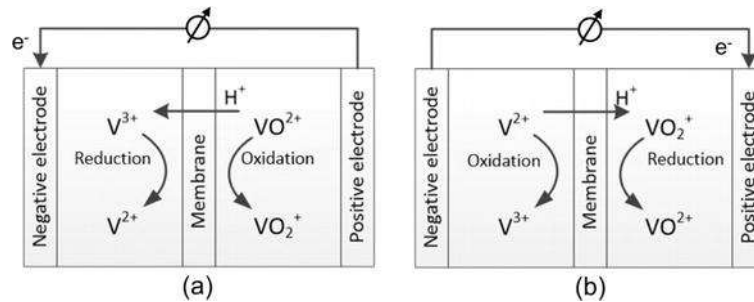 e⁻
Negative electrode
V³⁺
Reduction
V²⁺
Membrane
H⁺
VO²⁺
Oxidation
VO₂⁺
Positive electrode
(a)
e⁻
Negative electrode
V²⁺
Oxidation
V³⁺
Membrane
H⁺
VO₂⁺
Reduction
VO²⁺
Positive electrode
(b)